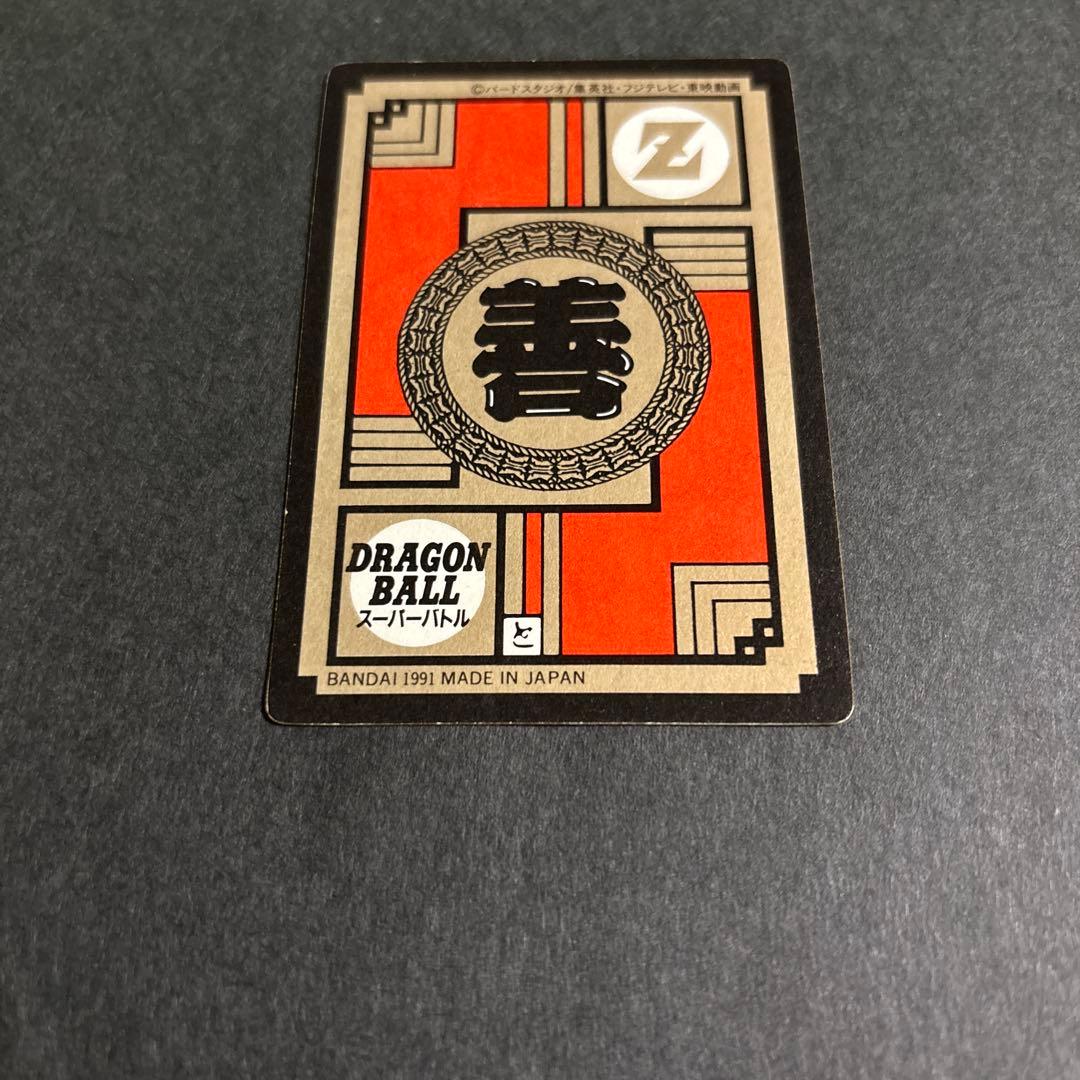 ©バードスタジオ/集英社・フジテレビ・東映動画
Z
善
DRAGON
BALL
スーパーバトル
と
BANDAI 1991 MADE IN JAPAN